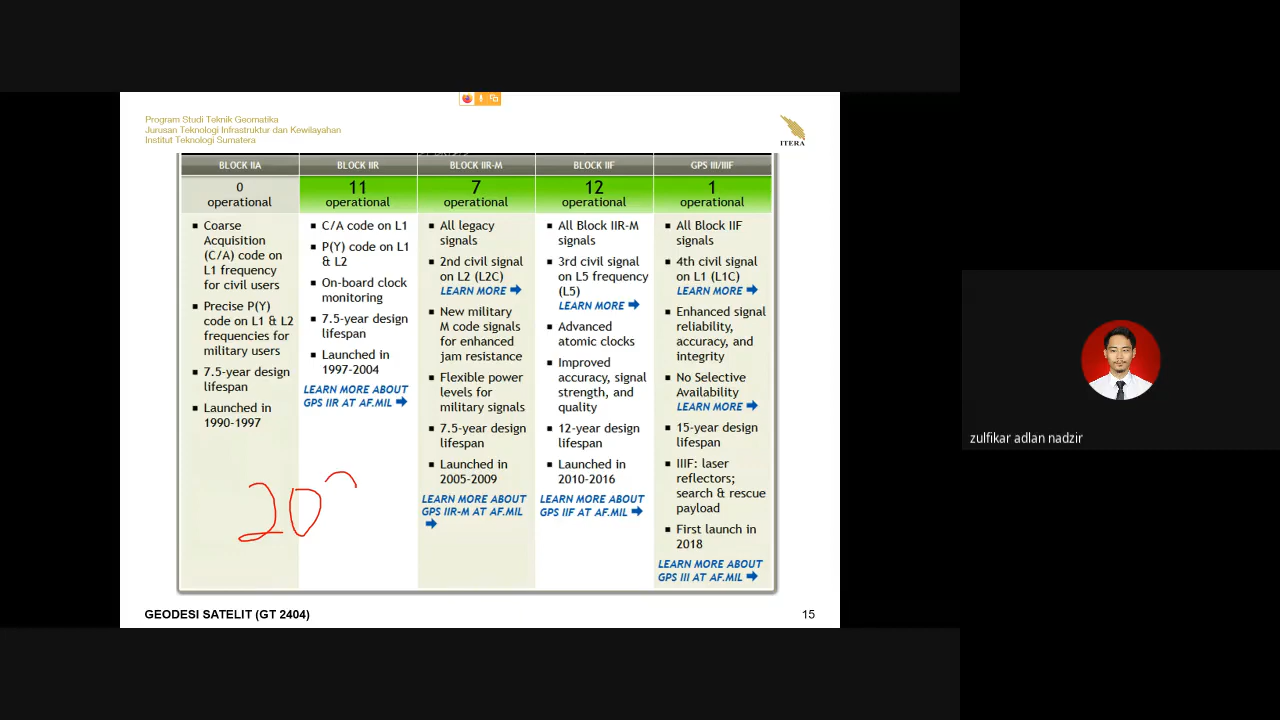 Program Studi Teknik Geomatika
Jurusan Teknologi Infrastruktur dan Kewilayahan
Institut Teknologi Sumatera
ITERA
BLOCK IIA
0
operational
Coarse
Acquisition
(C/A) code on
L1 frequency
for civil users
Precise P(Y)
code on L1 & L2
frequencies for
military users
7.5-year design
lifespan
Launched in
1990-1997
BLOCK IIR
11
operational
C/A code on L1
P(Y) code on L1
& L2
On-board clock
monitoring
7.5-year design
lifespan
Launched in
1997-2004
LEARN MORE ABOUT
GPS IIR AT AF.MIL
BLOCK IIR-M
7
operational
All legacy
signals
2nd civil signal
on L2 (L2C)
LEARN MORE
New military
M code signals
for enhanced
jam resistance
Flexible power
levels for
military signals
7.5-year design
lifespan
Launched in
2005-2009
LEARN MORE ABOUT
GPS IIR-M AT AF.MIL
BLOCK IIF
12
operational
All Block IIR-M
signals
3rd civil signal
on L5 frequency
(L5)
LEARN MORE
Advanced
atomic clocks
Improved
accuracy, signal
strength, and
quality
12-year design
lifespan
Launched in
2010-2016
LEARN MORE ABOUT
GPS IIF AT AF.MIL
GPS III/IIIF
1
operational
All Block IIF
signals
4th civil signal
on L1 (L1C)
LEARN MORE
Enhanced signal
reliability,
accuracy, and
integrity
No Selective
Availability
LEARN MORE
15-year design
lifespan
IIIF: laser
reflectors;
search & rescue
payload
First launch in
2018
LEARN MORE ABOUT
GPS III AT AF.MIL
20
GEODESI SATELIT (GT 2404)
15
zulfikar adlan nadzir